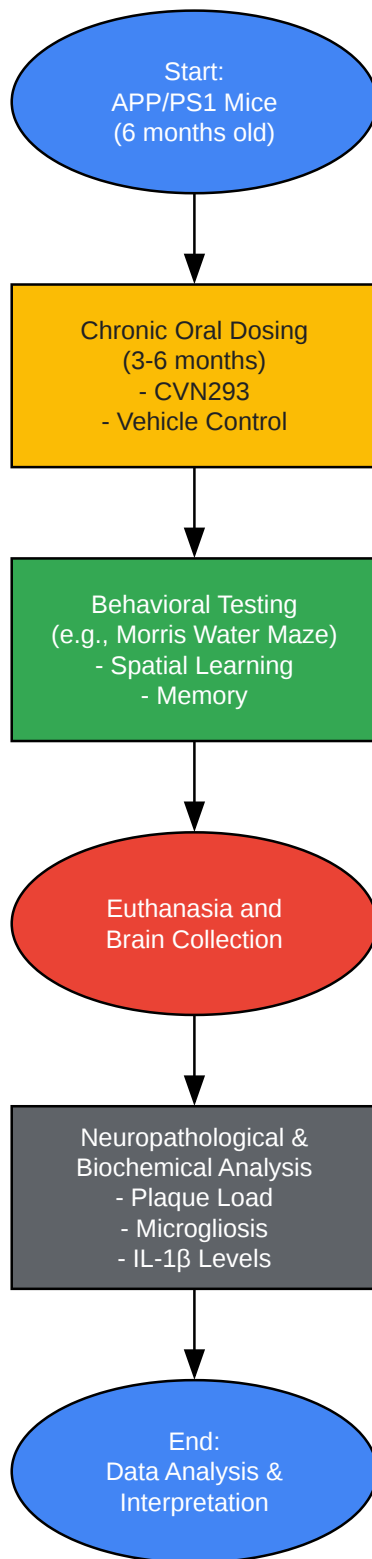 Start:
APP/PS1 Mice
(6 months old)
Chronic Oral Dosing
(3-6 months)
- CVN293
- Vehicle Control
Behavioral Testing
(e.g., Morris Water Maze)
- Spatial Learning
- Memory
Euthanasia and
Brain Collection
Neuropathological &
Biochemical Analysis
- Plaque Load
- Microgliosis
- IL-1β Levels
End:
Data Analysis &
Interpretation